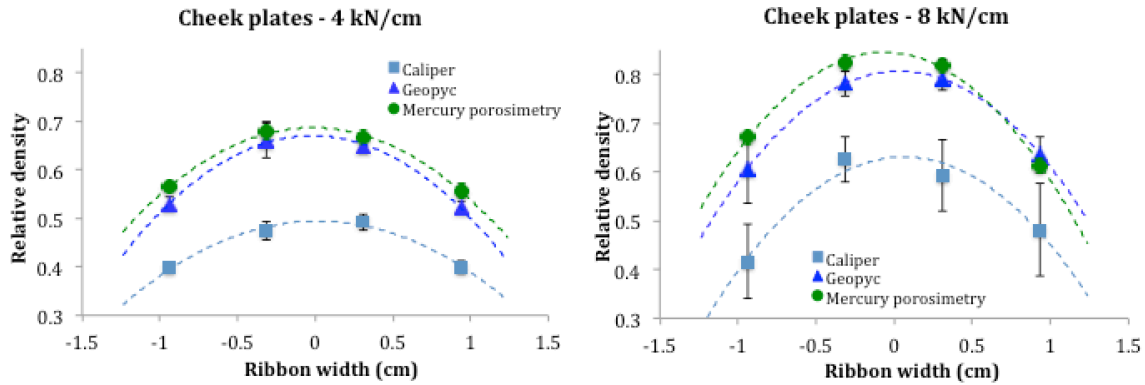 Cheek plates - 4 kN/cm
Relative density
0.8
0.7
0.6
0.5
0.4
0.3
Caliper
Geopyc
Mercury porosimetry
-1.5 -1 -0.5 0 0.5 1 1.5
Ribbon width (cm)
Cheek plates - 8 kN/cm
Relative density
0.8
0.7
0.6
0.5
0.4
0.3
Caliper
Geopyc
Mercury porosimetry
-1.5 -1 -0.5 0 0.5 1 1.5
Ribbon width (cm)